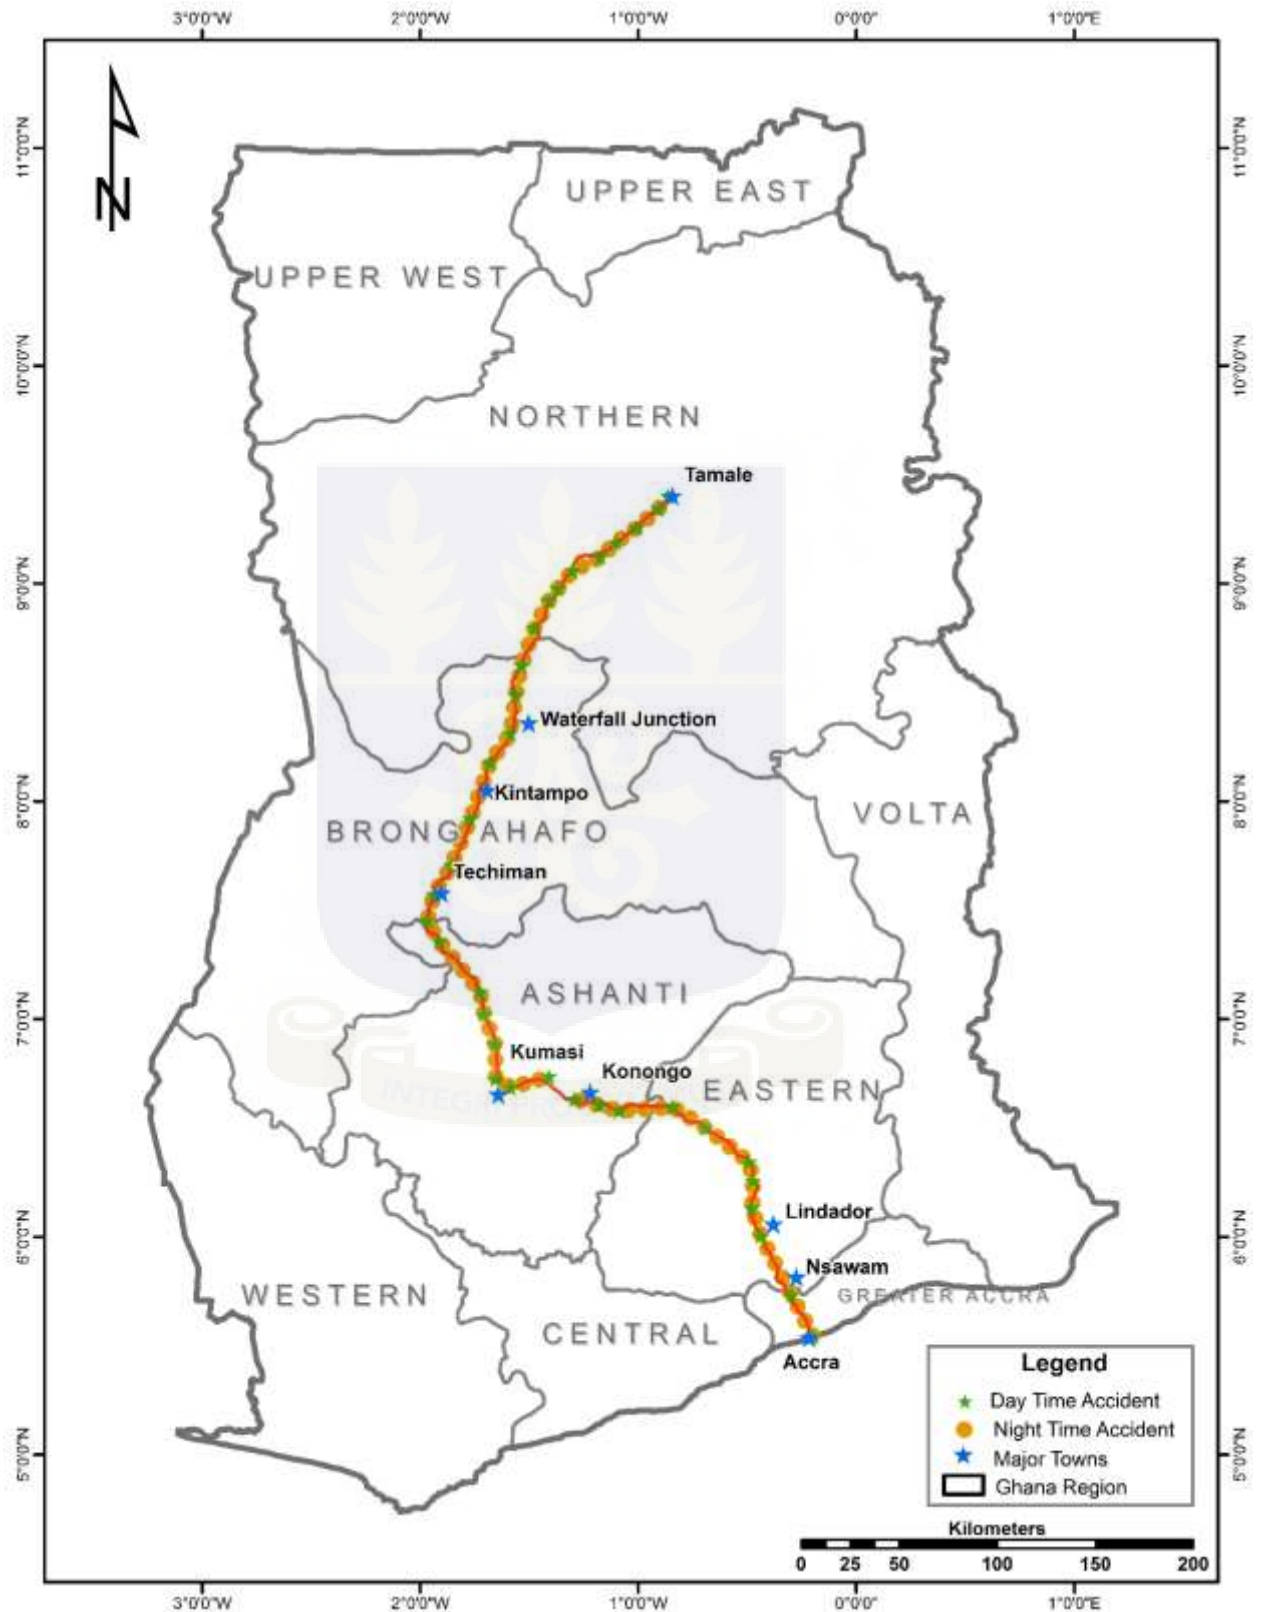 3°0'0"W 2°0'0"W 1°0'0"W 0°0'0" 1°0'0"E
N
11°0'0"N 11°0'0"N
UPPER EAST
UPPER WEST
10°0'0"N 10°0'0"N
NORTHERN
Tamale
9°0'0"N 9°0'0"N
Waterfall Junction
Kintampo
8°0'0"N 8°0'0"N
VOLTA
BRONG AHAFO
Techiman
ASHANTI
7°0'0"N 7°0'0"N
Kumasi
Konongo
EASTERN
INTEGRI PROCEDAMUS
Lindador
6°0'0"N 6°0'0"N
Nsawam
WESTERN
GREATER ACCRA
CENTRAL
Accra
Legend
Day Time Accident
Night Time Accident
5°0'0"N 5°0'0"N
Major Towns
Ghana Region
Kilometers
0 25 50 100 150 200
3°0'0"W 2°0'0"W 1°0'0"W 0°0'0" 1°0'0"E